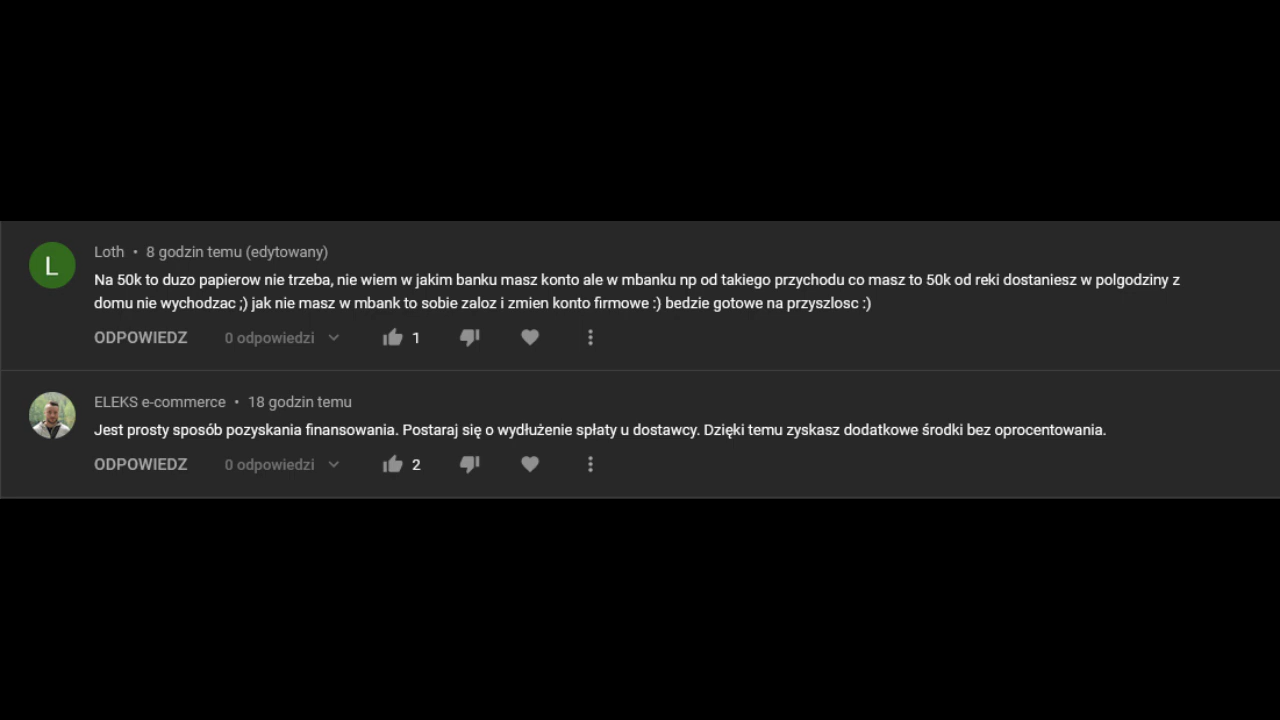 L
Loth • 8 godzin temu (edytowany)
Na 50k to duzo papierow nie trzeba, nie wiem w jakim banku masz konto ale w mbanku np od takiego przychodu co masz to 50k od reki dostaniesz w polgodziny z
domu nie wychodzac ;) jak nie masz w mbank to sobie zaloz i zmien konto firmowe :) bedzie gotowe na przyszlosc :)
ODPOWIEDZ 0 odpowiedzi 1
ELEKS e-commerce • 18 godzin temu
Jest prosty sposób pozyskania finansowania. Postaraj się o wydłużenie spłaty u dostawcy. Dzięki temu zyskasz dodatkowe środki bez oprocentowania.
ODPOWIEDZ 0 odpowiedzi 2